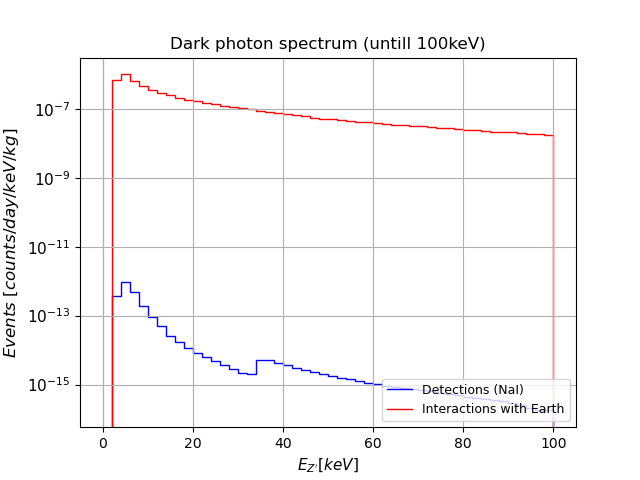 Dark photon spectrum (untill 100keV)
Events [counts/day/keV/kg]
10⁻⁷
10⁻⁹
10⁻¹¹
10⁻¹³
10⁻¹⁵
Detections (NaI)
Interactions with Earth
0 20 40 60 80 100
E_{Z'}[keV]